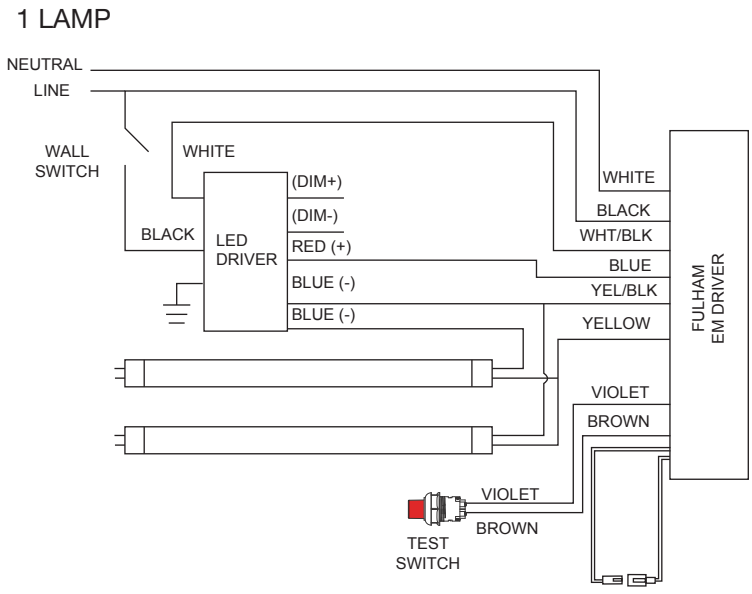 1 LAMP
NEUTRAL
LINE
WALL
SWITCH
WHITE
BLACK
LED
DRIVER
(DIM+)
(DIM-)
RED (+)
BLUE (-)
BLUE (-)
WHITE
BLACK
WHT/BLK
BLUE
YEL/BLK
YELLOW
VIOLET
BROWN
FULHAM
EM DRIVER
VIOLET
BROWN
TEST
SWITCH